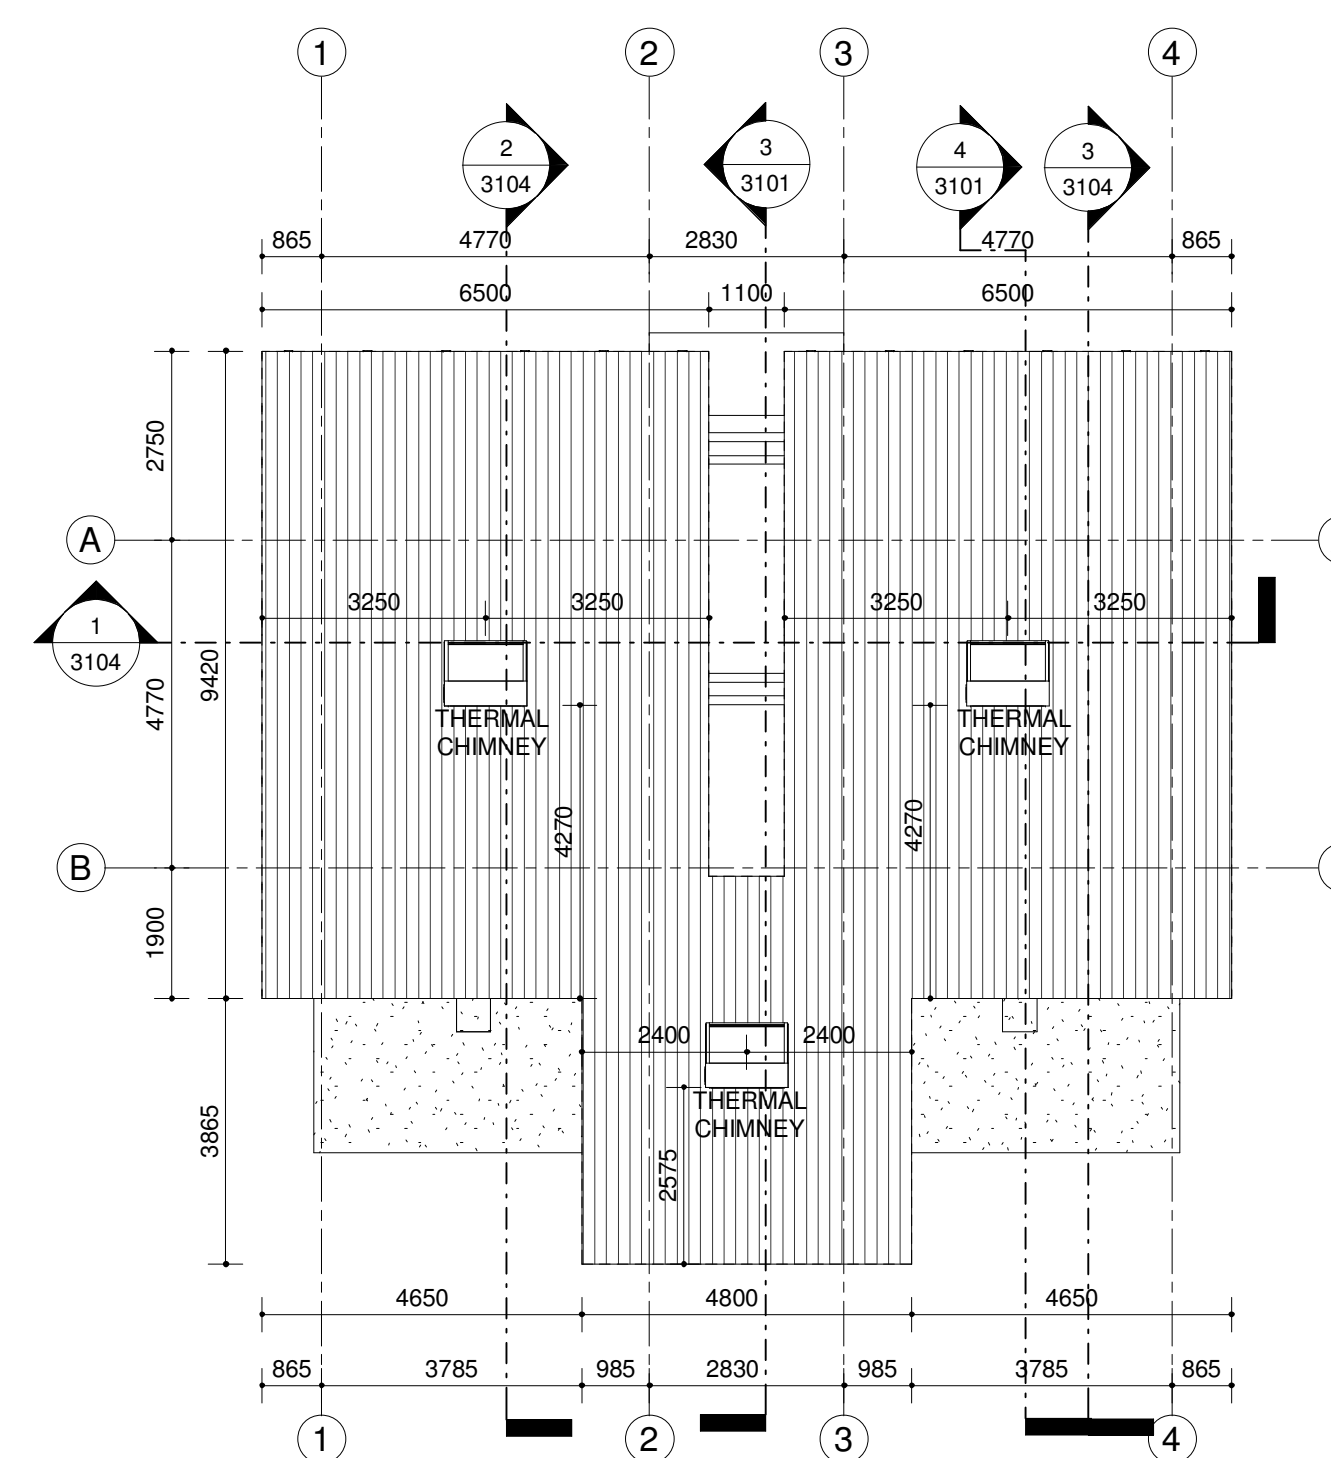 1 2 3 4
2 3 4 3
3104 3101 3101 3104
865 4770 2830 4770 865
6500 1100 6500
2750
A
3250 3250 3250 3250
1
3104
9420
4770
THERMAL THERMAL
CHIMNEY CHIMNEY
4270 4270
B
1900
2400 2400
THERMAL
CHIMNEY
3865
2575
4650 4800 4650
865 3785 985 2830 985 3785 865
1 2 3 4